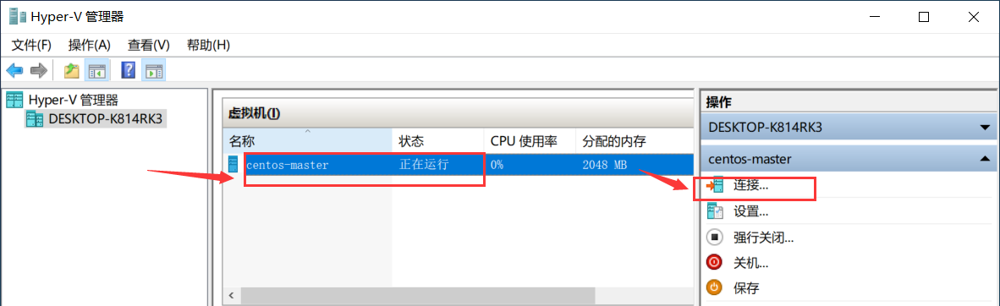 Hyper-V 管理器
文件(F) 操作(A) 查看(V) 帮助(H)
Hyper-V 管理器
DESKTOP-K814RK3
虚拟机(I)
名称 状态 CPU 使用率 分配的内存
centos-master 正在运行 0% 2048 MB
操作
DESKTOP-K814RK3
centos-master
连接...
设置...
强行关闭...
关机...
保存